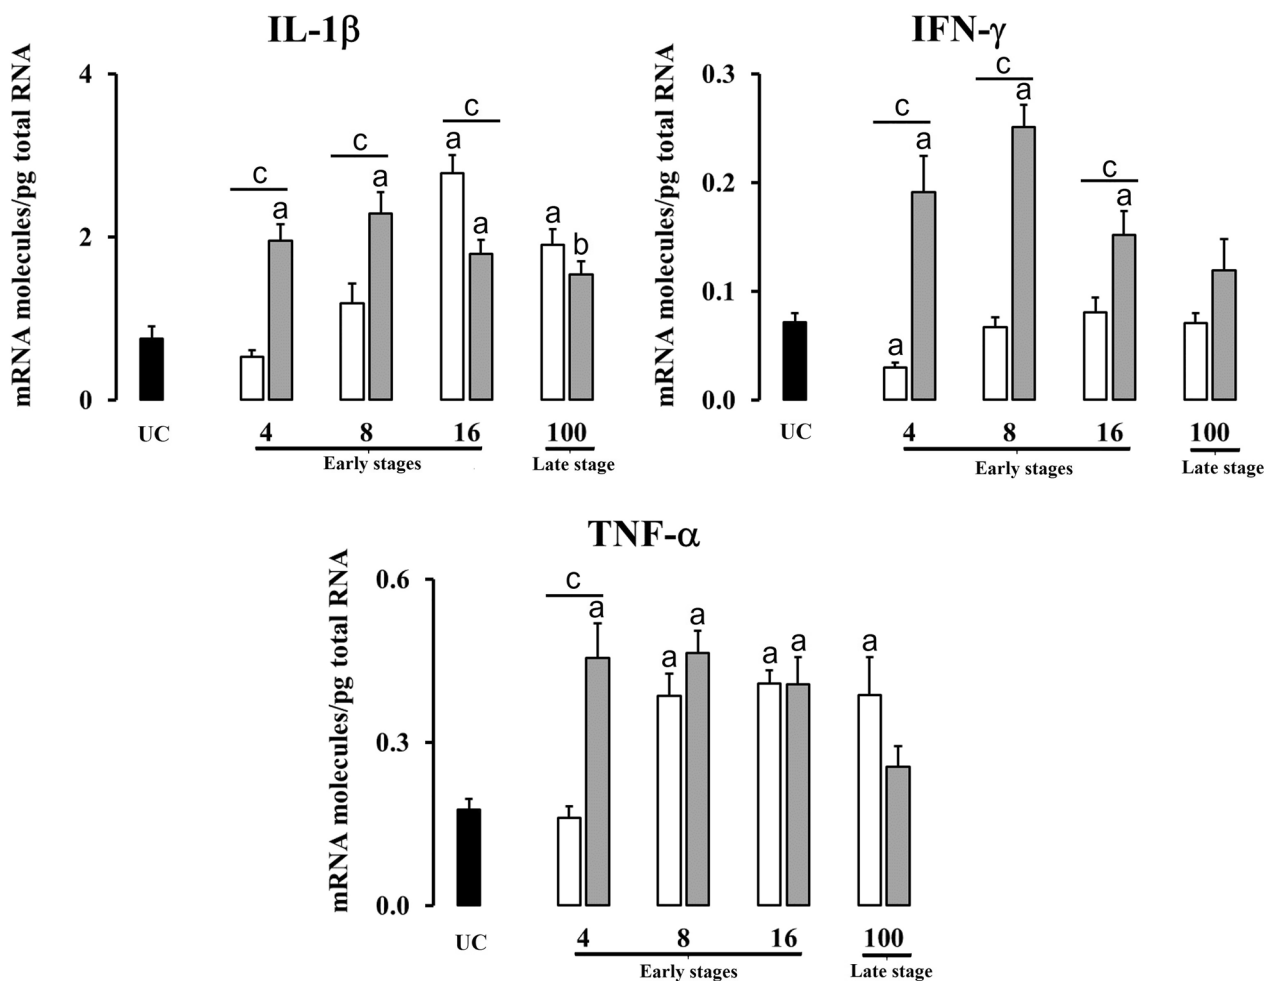 IL-1β
mRNA molecules/pg total RNA
4
2
0
c
a
c
a
c
a
a
a
b
UC
4
8
16
100
Early stages
Late stage
IFN-γ
mRNA molecules/pg total RNA
0.3
0.2
0.1
0.0
c
a
a
c
a
c
a
UC
4
8
16
100
Early stages
Late stage
TNF-α
mRNA molecules/pg total RNA
0.6
0.3
0.0
c
a
a
a
a
a
a
UC
4
8
16
100
Early stages
Late stage